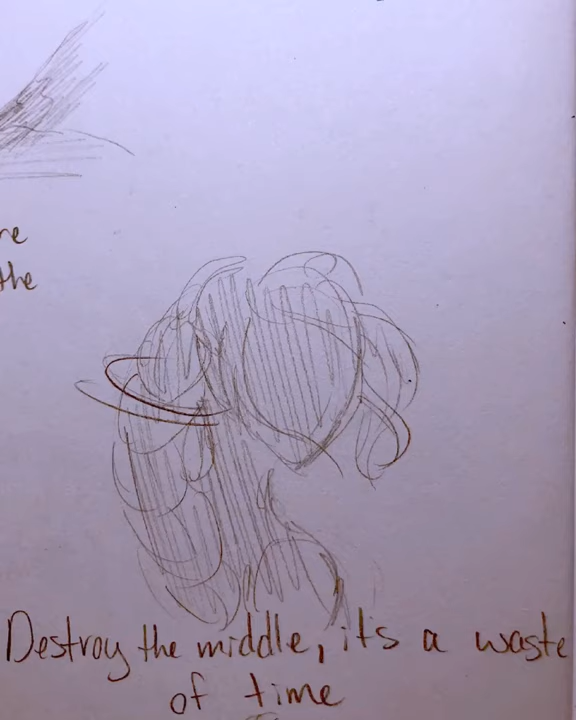 re
the
Destroy the middle, it's a waste
of time